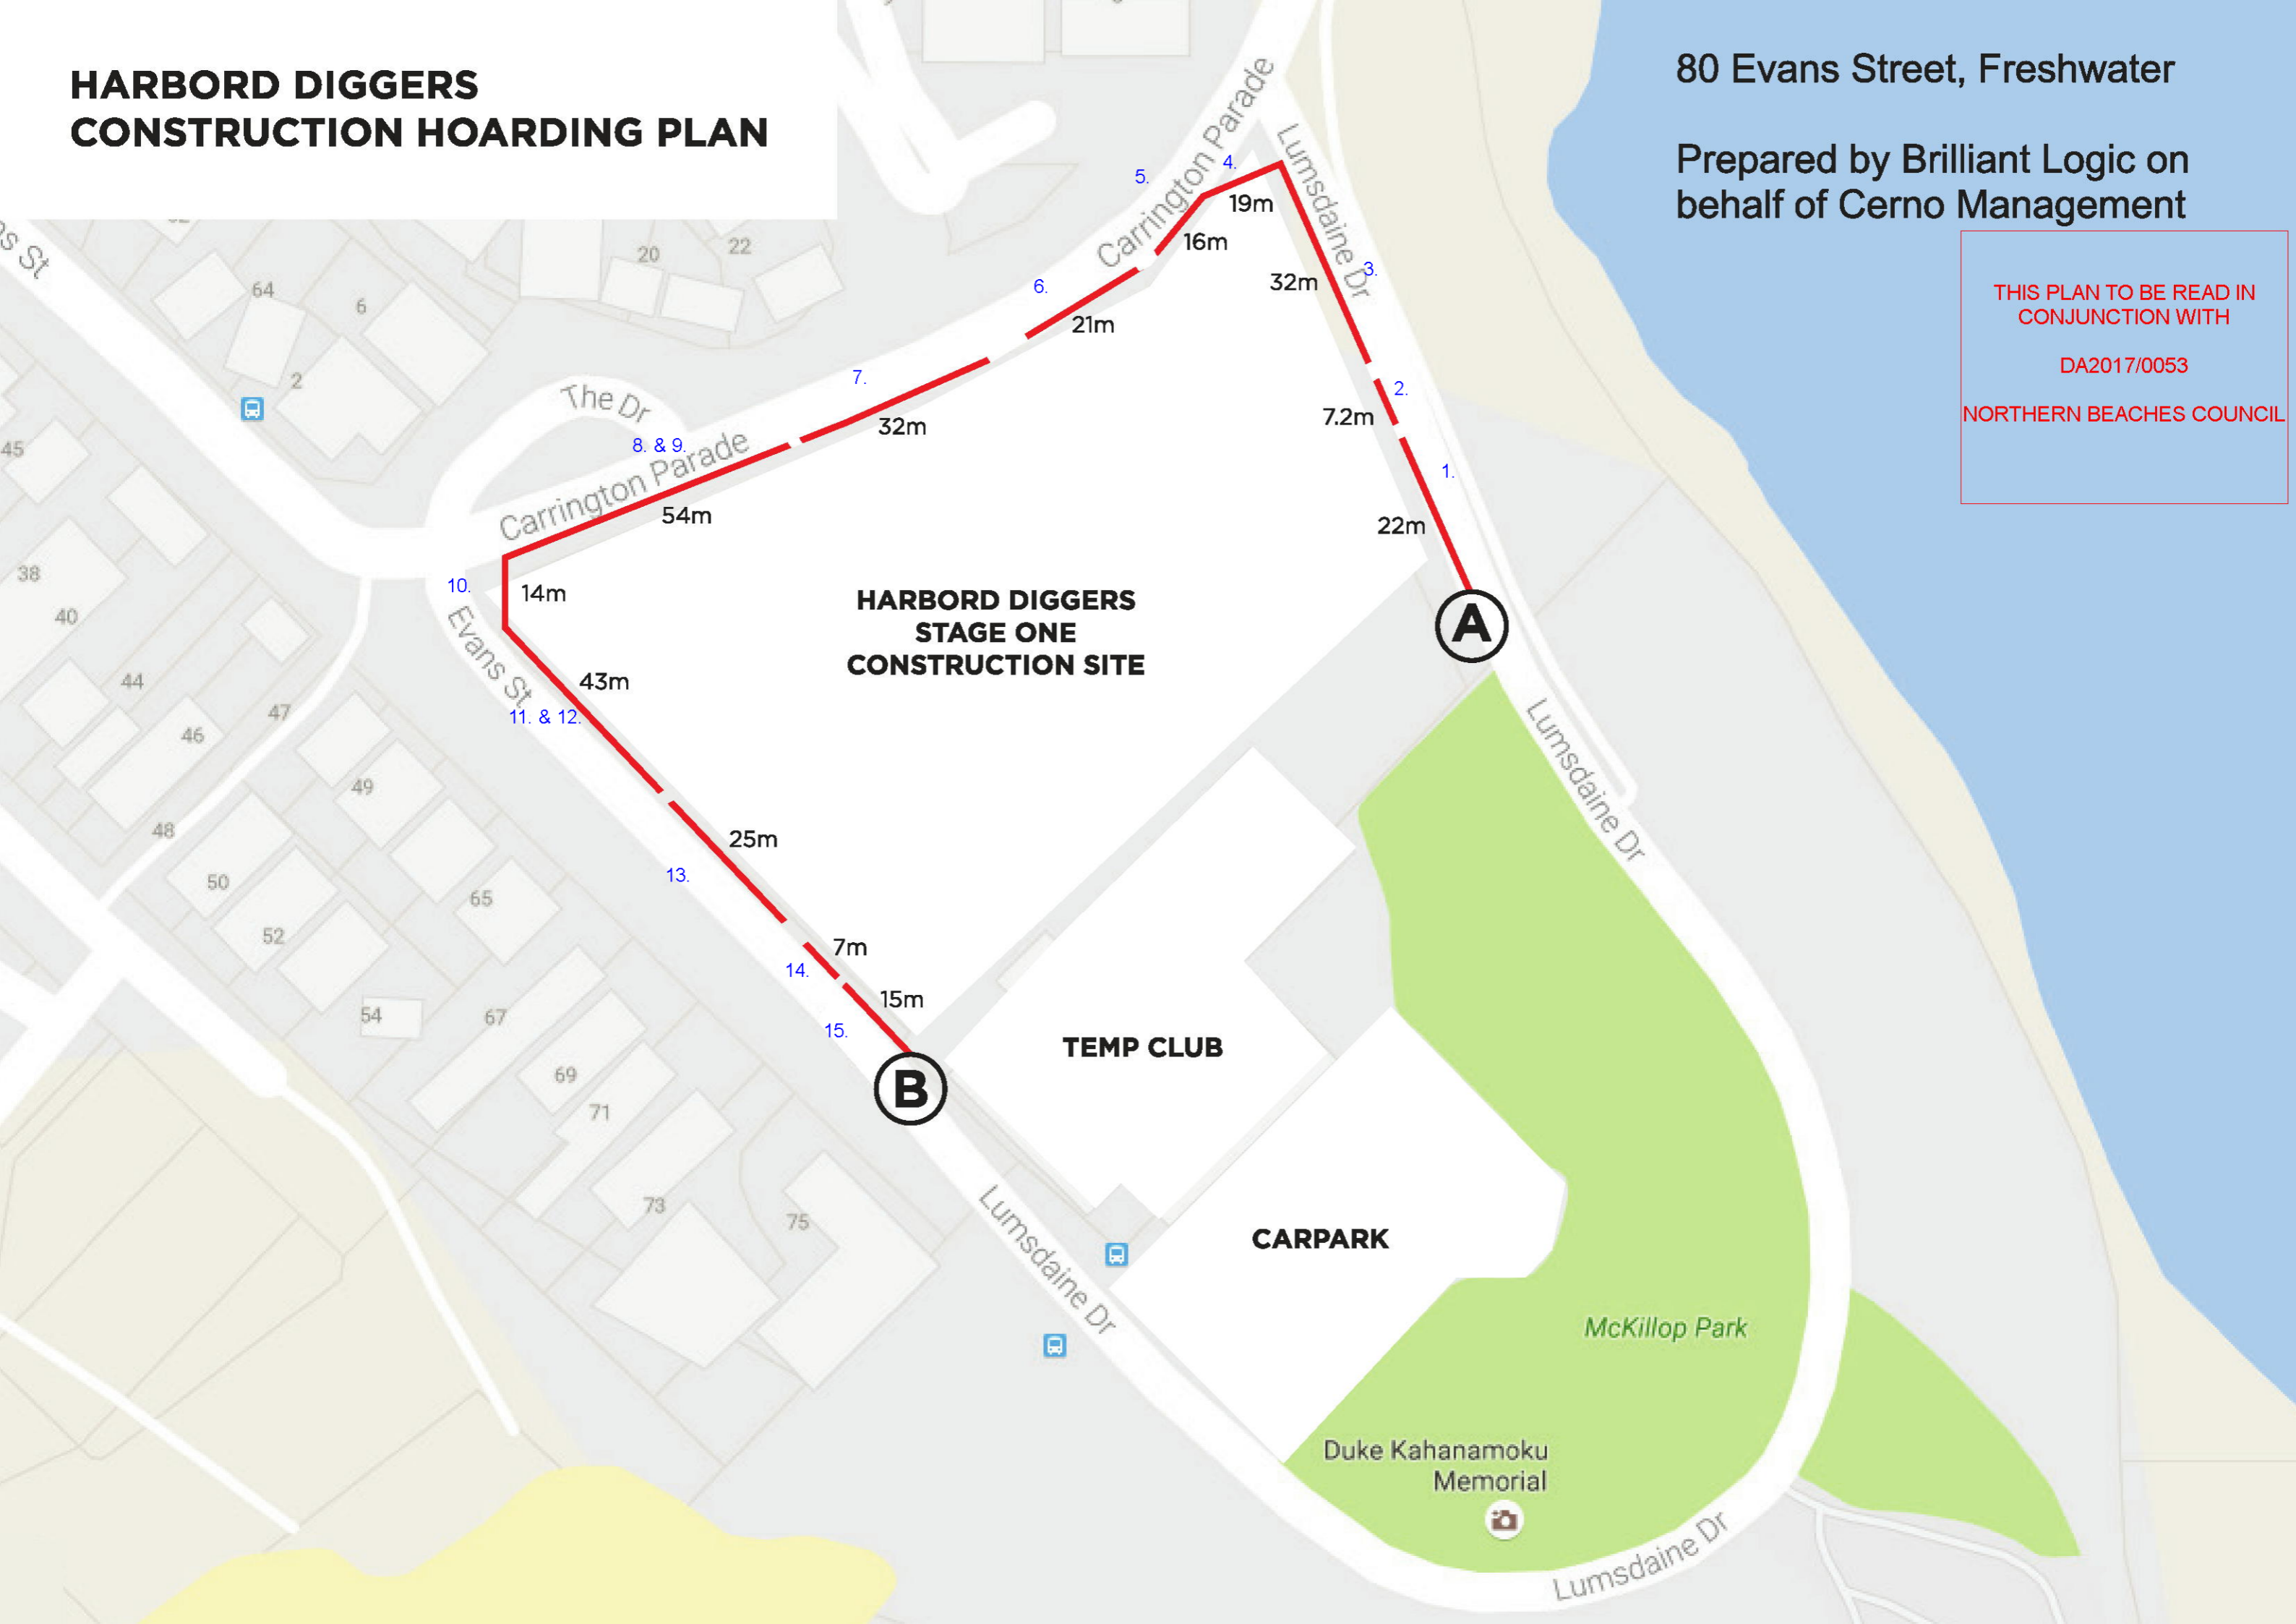 HARBORD DIGGERS
CONSTRUCTION HOARDING PLAN
80 Evans Street, Freshwater
Prepared by Brilliant Logic on
behalf of Cerno Management
THIS PLAN TO BE READ IN
CONJUNCTION WITH
DA2017/0053
NORTHERN BEACHES COUNCIL
Carrington Parade
Lumsdaine Dr
4.
5.
19m
16m
3.
32m
6.
21m
20
22
64
6
2
The Dr
7.
32m
2.
7.2m
8. & 9.
Carrington Parade
54m
1.
22m
45
38
40
10.
14m
Evans St
43m
11. & 12.
HARBORD DIGGERS
STAGE ONE
CONSTRUCTION SITE
A
Lumsdaine Dr
44
47
46
49
48
25m
13.
50
65
52
7m
14.
15m
15.
54
67
TEMP CLUB
B
69
71
73
75
Lumsdaine Dr
CARPARK
McKillop Park
Duke Kahanamoku
Memorial
Lumsdaine Dr